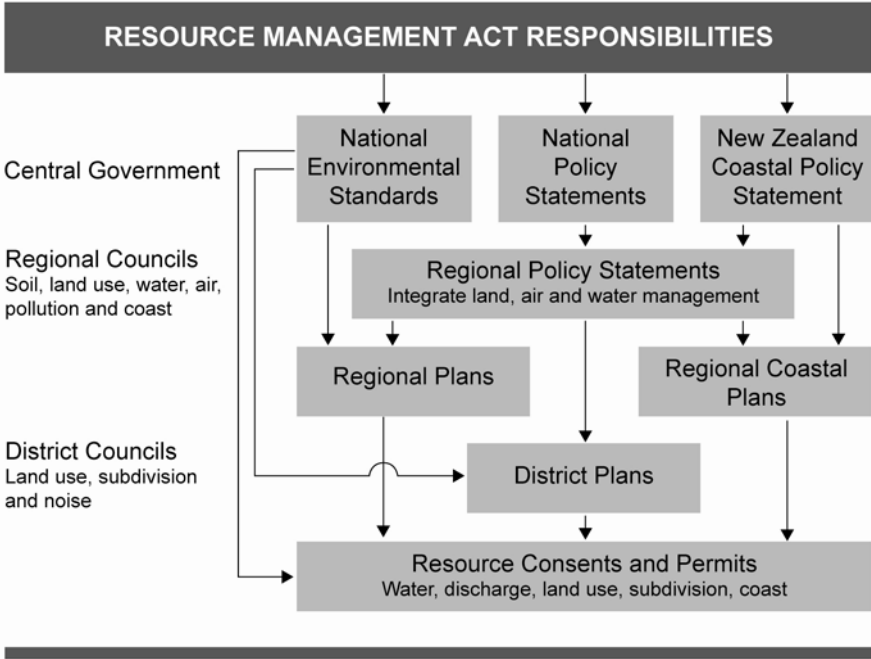 RESOURCE MANAGEMENT ACT RESPONSIBILITIES
Central Government
National
Environmental
Standards
National
Policy
Statements
New Zealand
Coastal Policy
Statement
Regional Councils
Soil, land use, water, air,
pollution and coast
Regional Policy Statements
Integrate land, air and water management
Regional Plans
Regional Coastal
Plans
District Councils
Land use, subdivision
and noise
District Plans
Resource Consents and Permits
Water, discharge, land use, subdivision, coast